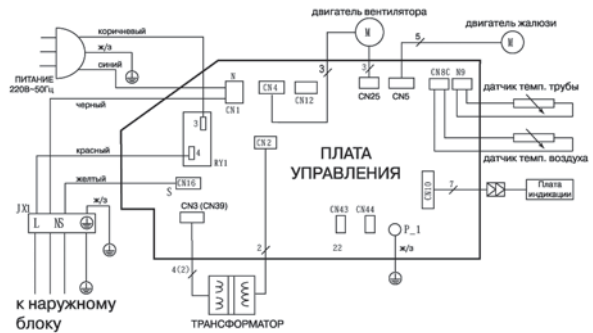 двигатель вентилятора
двигатель жалюзи
коричневый
ж/з
синий
ПИТАНИЕ
220В~50Гц
M
M
5
3
3
N
CN1
CN4
CN12
CN25
CN5
CN8C
N9
датчик темп. трубы
датчик темп. воздуха
черный
3
4
RY1
CN2
ПЛАТА
УПРАВЛЕНИЯ
красный
желтый
S
CN16
CN10
7
Плата
индикации
JX1
L
NS
ж/з
CN3 (CN39)
CN43
CN44
P_1
22
ж/з
2
4(2)
к наружному
блоку
ТРАНСФОРМАТОР